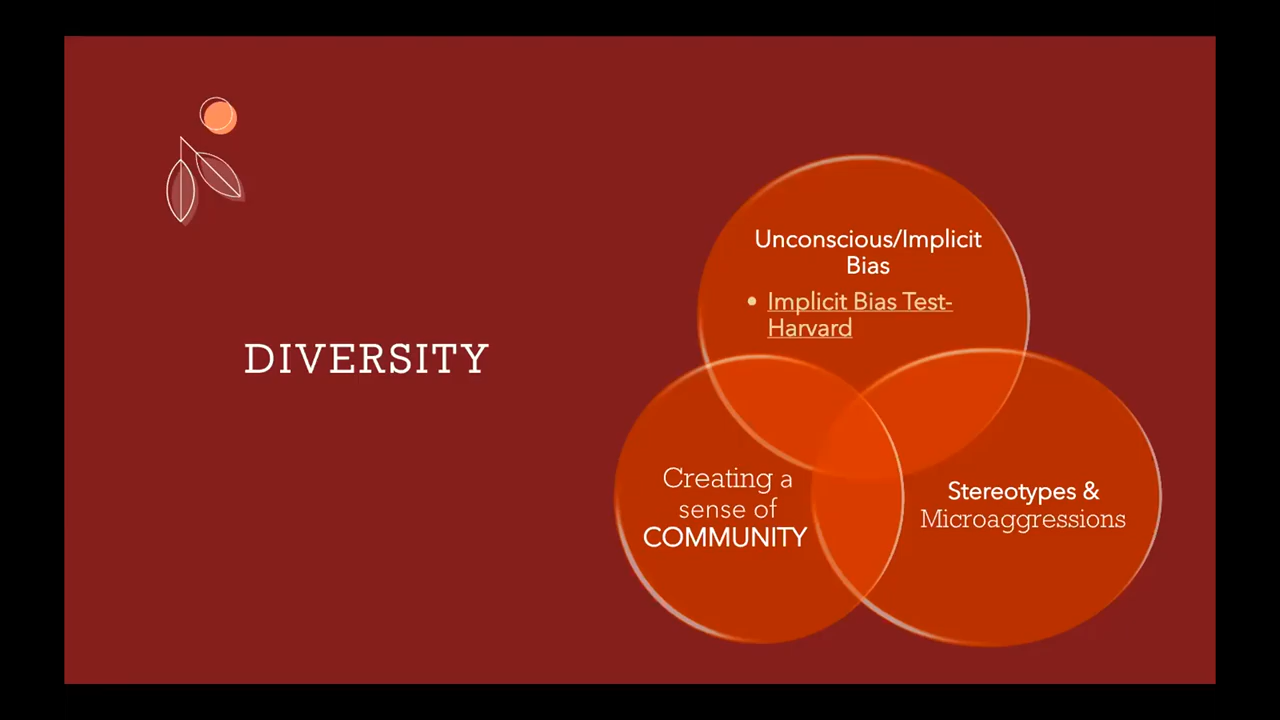 DIVERSITY
Unconscious/Implicit
Bias
• Implicit Bias Test-
Harvard
Creating a
sense of
COMMUNITY
Stereotypes &
Microaggressions